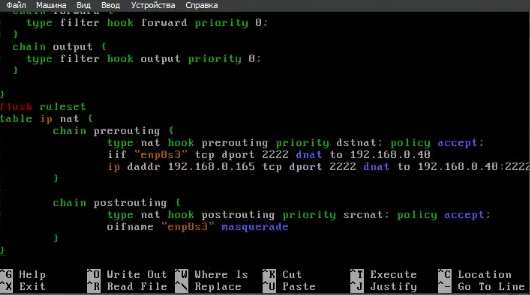 Файл Машина Вид Ввод Устройства Справка
chain forward {
type filter hook forward priority 0;
}
chain output {
type filter hook output priority 0;
}
}
flush ruleset
table ip nat {
chain prerouting {
type nat hook prerouting priority dstnat; policy accept;
iif "enp0s3" tcp dport 2222 dnat to 192.168.0.40
ip daddr 192.168.0.165 tcp dport 2222 dnat to 192.168.0.40:2222
}
chain postrouting {
type nat hook postrouting priority srcnat; policy accept;
oifname "enp0s3" masquerade
}
}
^G Help ^O Write Out ^W Where Is ^K Cut ^T Execute ^C Location
^X Exit ^R Read File ^\ Replace ^U Paste ^J Justify ^_ Go To Line